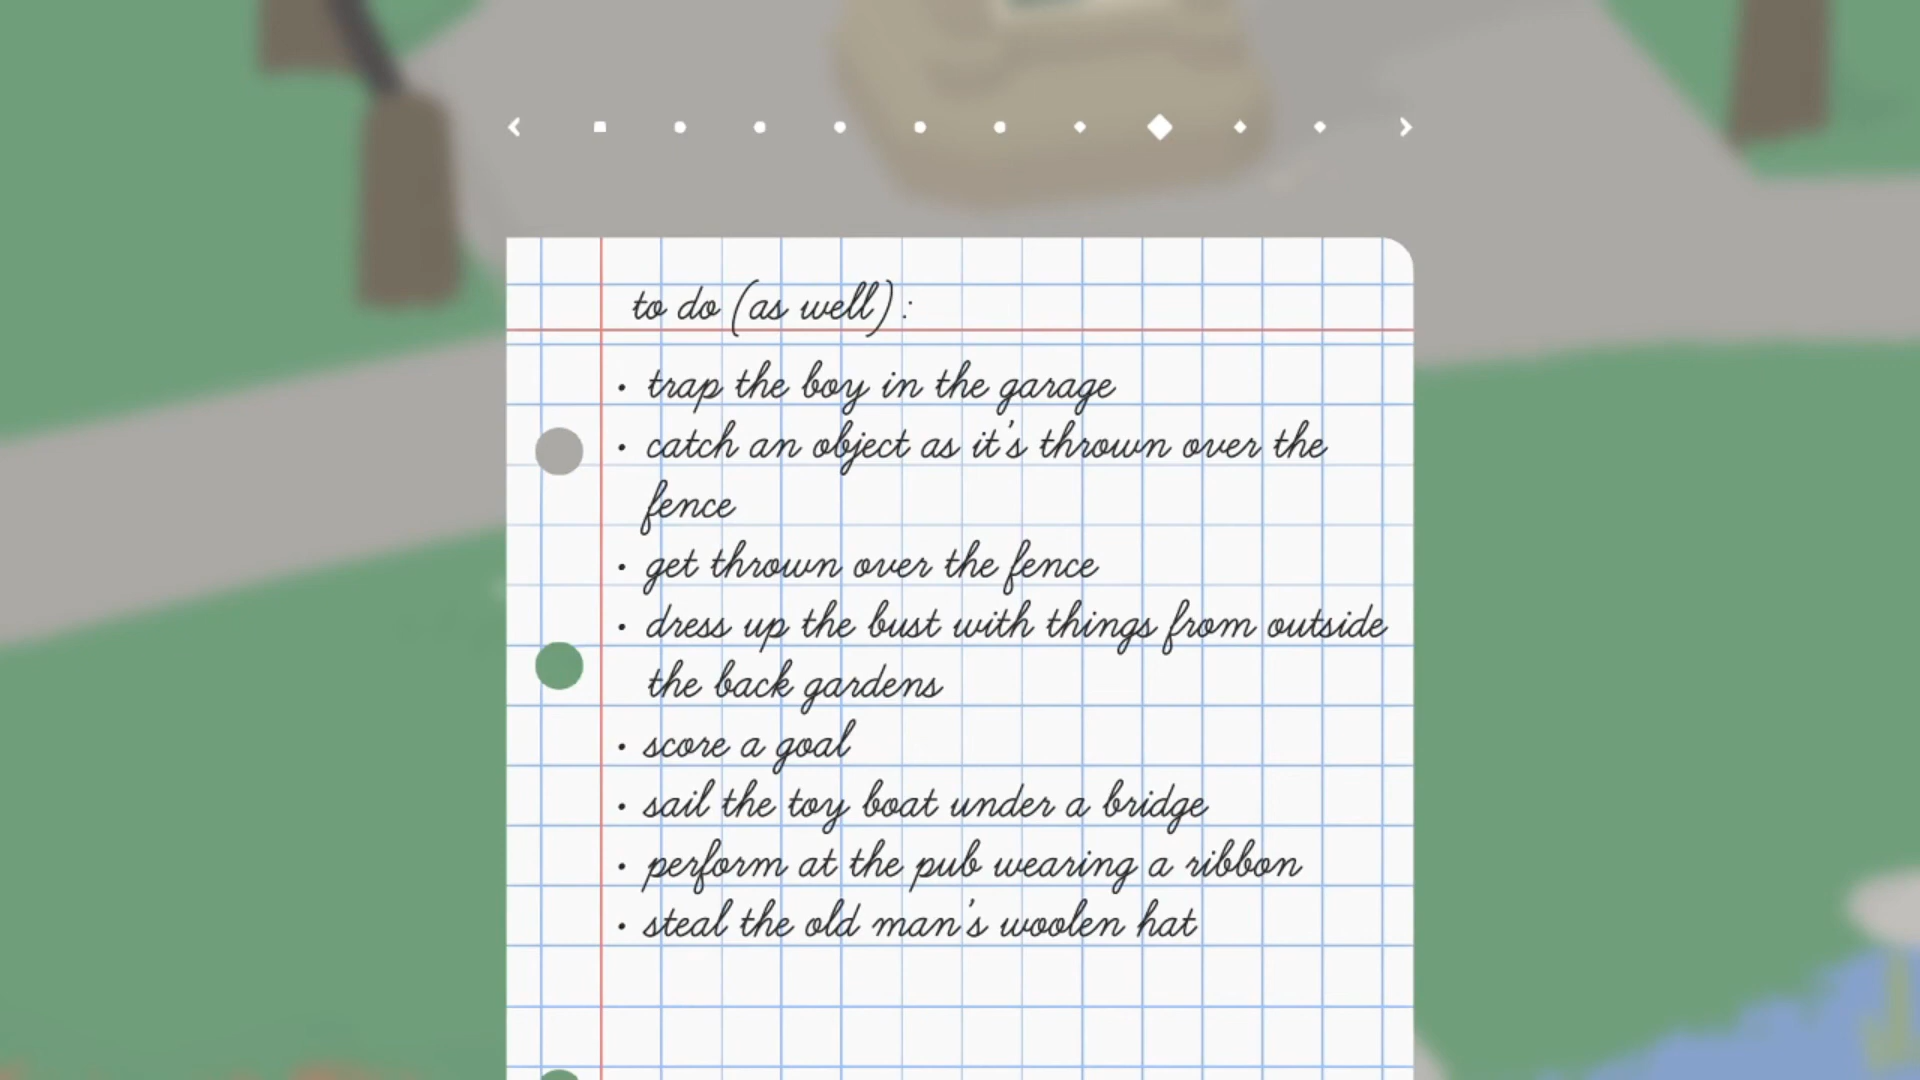 to do (as well) :
• trap the boy in the garage
• catch an object as it's thrown over the
fence
• get thrown over the fence
• dress up the bust with things from outside
the back gardens
• score a goal
• sail the toy boat under a bridge
• perform at the pub wearing a ribbon
• steal the old man's woolen hat